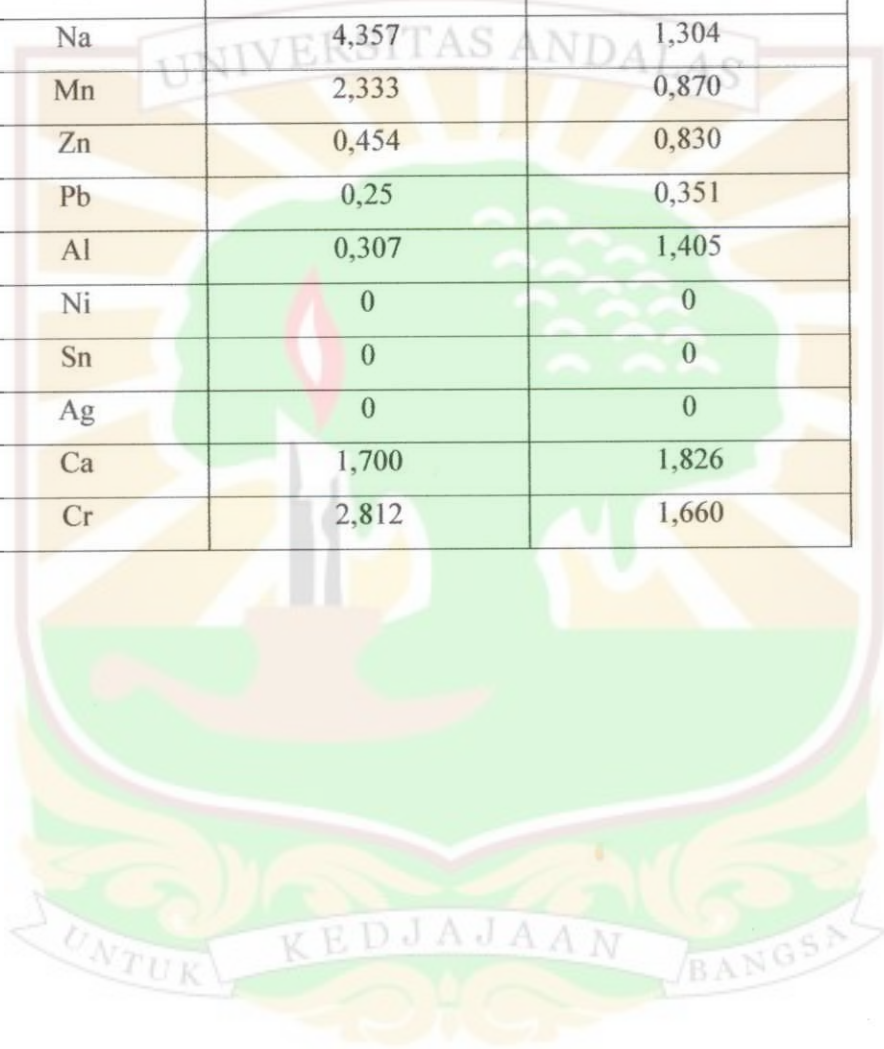 UNIVERSITAS ANDALAS
Na 4,357 1,304
Mn 2,333 0,870
Zn 0,454 0,830
Pb 0,25 0,351
Al 0,307 1,405
Ni 0 0
Sn 0 0
Ag 0 0
Ca 1,700 1,826
Cr 2,812 1,660
UNTUK KEDJAJAAN BANGSA